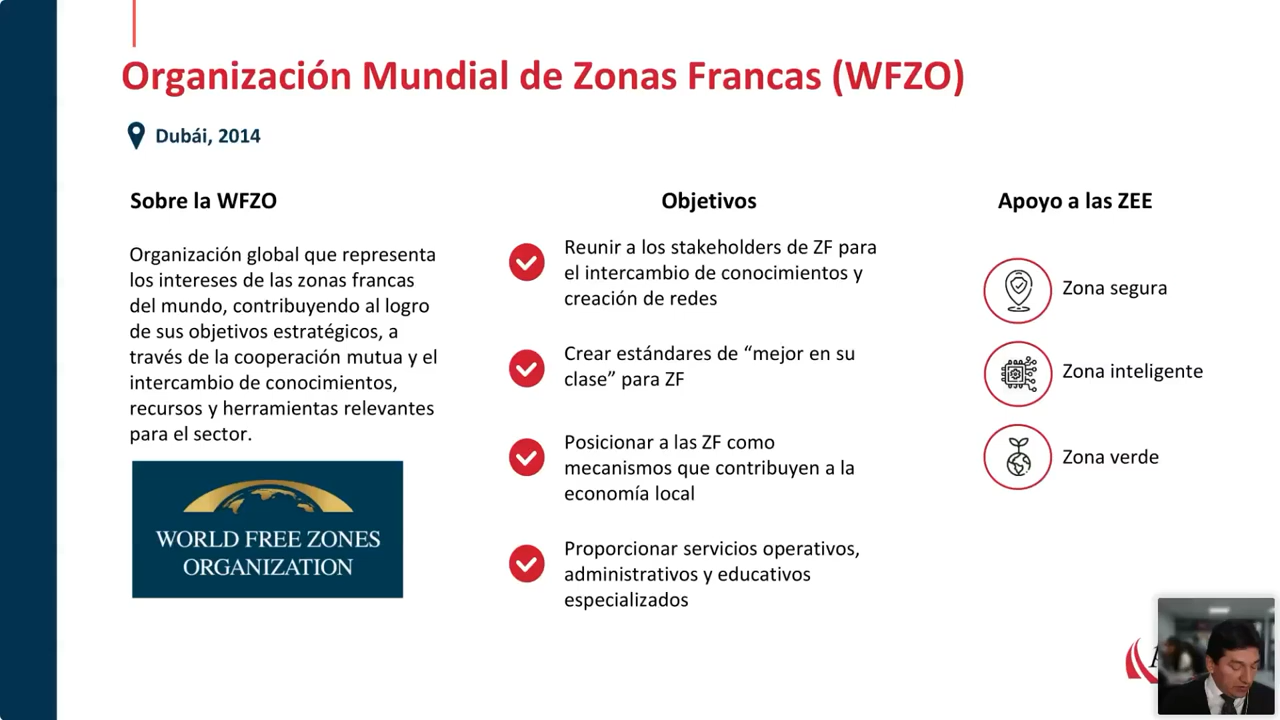 Organización Mundial de Zonas Francas (WFZO)
Dubái, 2014
Sobre la WFZO
Organización global que representa
los intereses de las zonas francas
del mundo, contribuyendo al logro
de sus objetivos estratégicos, a
través de la cooperación mutua y el
intercambio de conocimientos,
recursos y herramientas relevantes
para el sector.
WORLD FREE ZONES
ORGANIZATION
Objetivos
Reunir a los stakeholders de ZF para
el intercambio de conocimientos y
creación de redes
Crear estándares de “mejor en su
clase” para ZF
Posicionar a las ZF como
mecanismos que contribuyen a la
economía local
Proporcionar servicios operativos,
administrativos y educativos
especializados
Apoyo a las ZEE
Zona segura
Zona inteligente
Zona verde